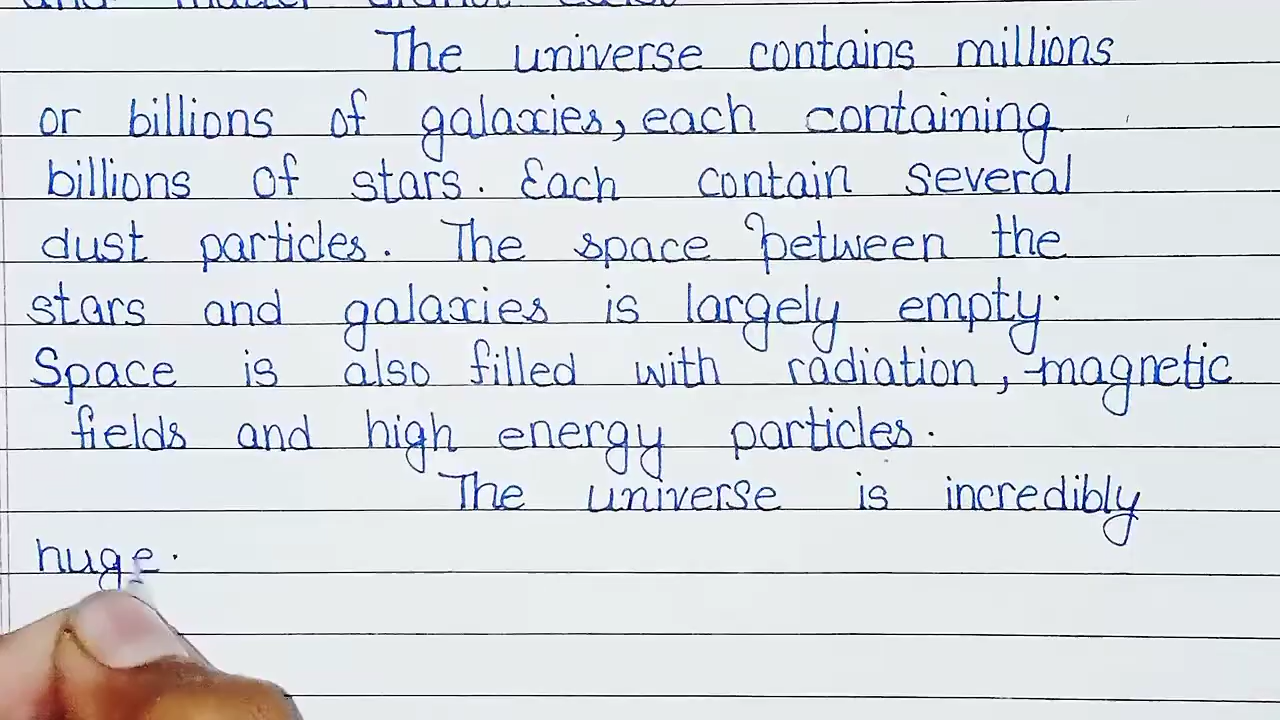 The universe contains millions
or billions of galaxies, each containing
billions of stars. Each contain several
dust particles. The space between the
stars and galaxies is largely empty.
Space is also filled with radiation, magnetic
fields and high energy particles.
The universe is incredibly
huge.